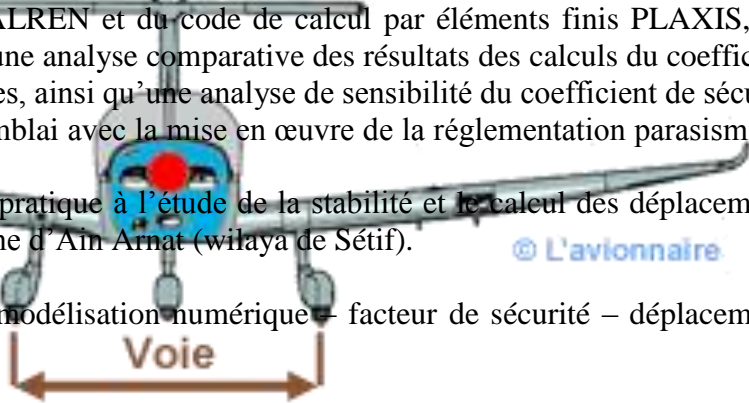 ALREN et du code de calcul par éléments finis PLAXIS,
une analyse comparative des résultats des calculs du coeffic
es, ainsi qu'une analyse de sensibilité du coefficient de sécu
mblai avec la mise en œuvre de la réglementation parasism
pratique à l'étude de la stabilité et le calcul des déplacem
ne d'Ain Arnat (wilaya de Sétif).
© L'avionnaire
modélisation numérique – facteur de sécurité – déplacem
Voie